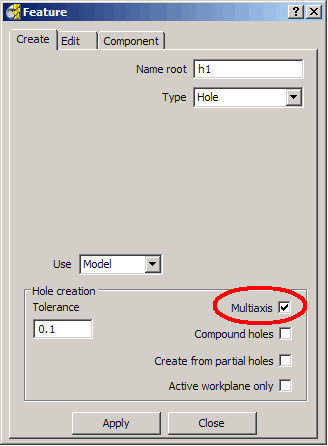 Feature
Create Edit Component
Name root h1
Type Hole
Use Model
Hole creation
Tolerance
Multiaxis
0.1
Compound holes
Create from partial holes
Active workplane only
Apply Close